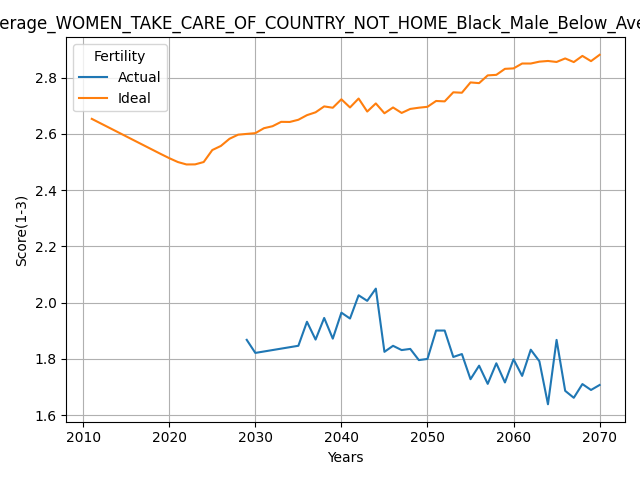 erage_WOMEN_TAKE_CARE_OF_COUNTRY_NOT_HOME_Black_Male_Below_Ave
Fertility
Actual
Ideal
Score(1-3)
2.8
2.6
2.4
2.2
2.0
1.8
1.6
2010 2020 2030 2040 2050 2060 2070
Years